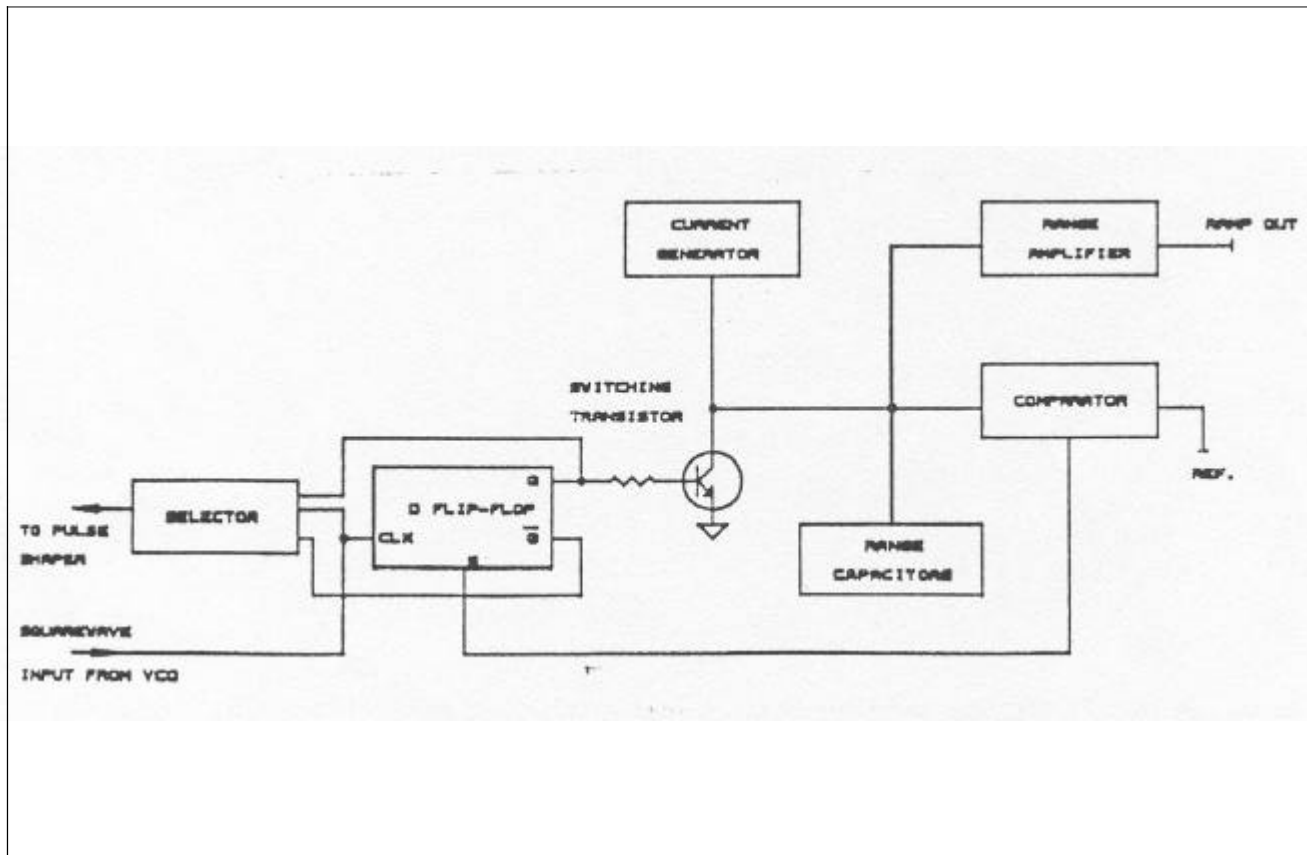 CURRENT
GENERATOR
RANGE
AMPLIFIER
RAMP OUT
SWITCHING
TRANSISTOR
COMPARATOR
REF.
SELECTOR
TO PULSE
SHAPER
Q
D FLIP-FLOP
CLK
Q̅
S
RANGE
CAPACITORS
SQUAREWAVE
INPUT FROM VCO